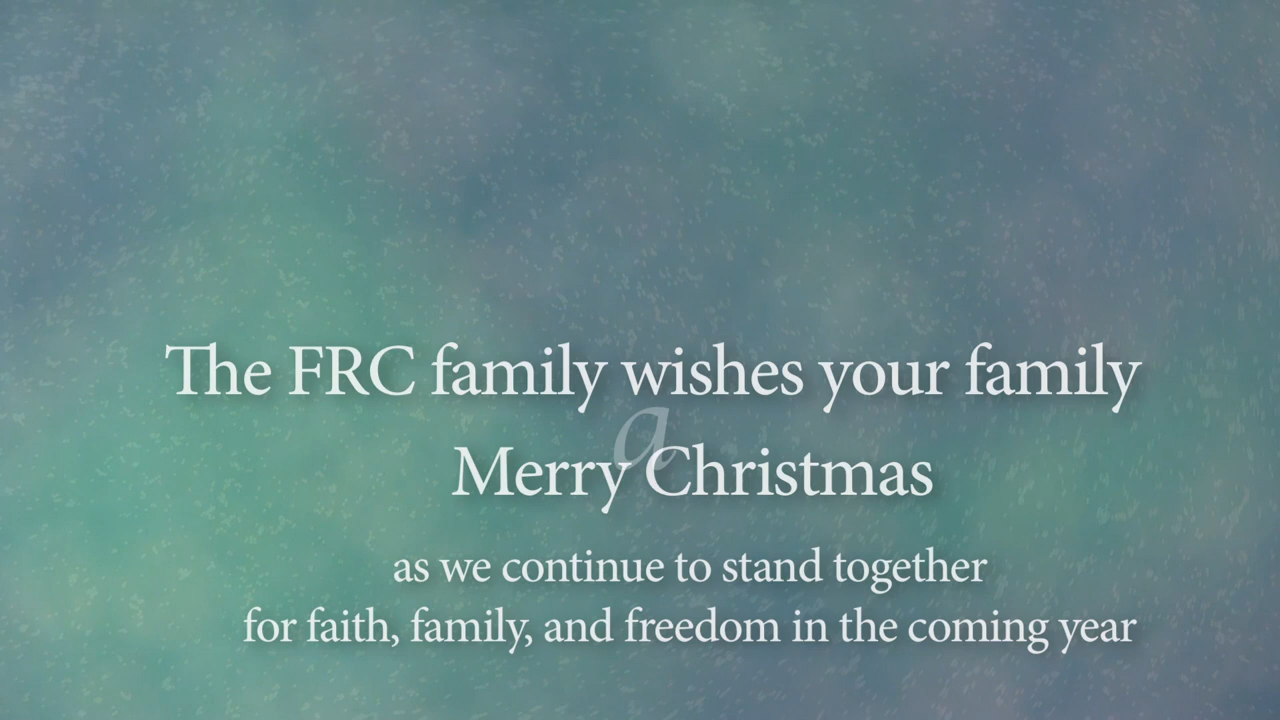 The FRC family wishes your family
a
Merry Christmas
as we continue to stand together
for faith, family, and freedom in the coming year